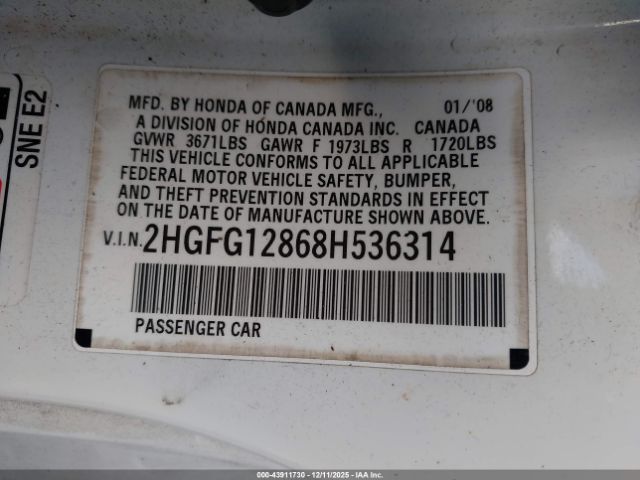 SNE E2
MFD. BY HONDA OF CANADA MFG., 01/'08
A DIVISION OF HONDA CANADA INC. CANADA
GVWR 3671LBS GAWR F 1973LBS R 1720LBS
THIS VEHICLE CONFORMS TO ALL APPLICABLE
FEDERAL MOTOR VEHICLE SAFETY, BUMPER,
AND THEFT PREVENTION STANDARDS IN EFFECT
ON THE DATE OF MANUFACTURE SHOWN ABOVE.
V.I.N. 2HGFG12868H536314
PASSENGER CAR
000-43911730 - 12/11/2025 - IAAI.COM